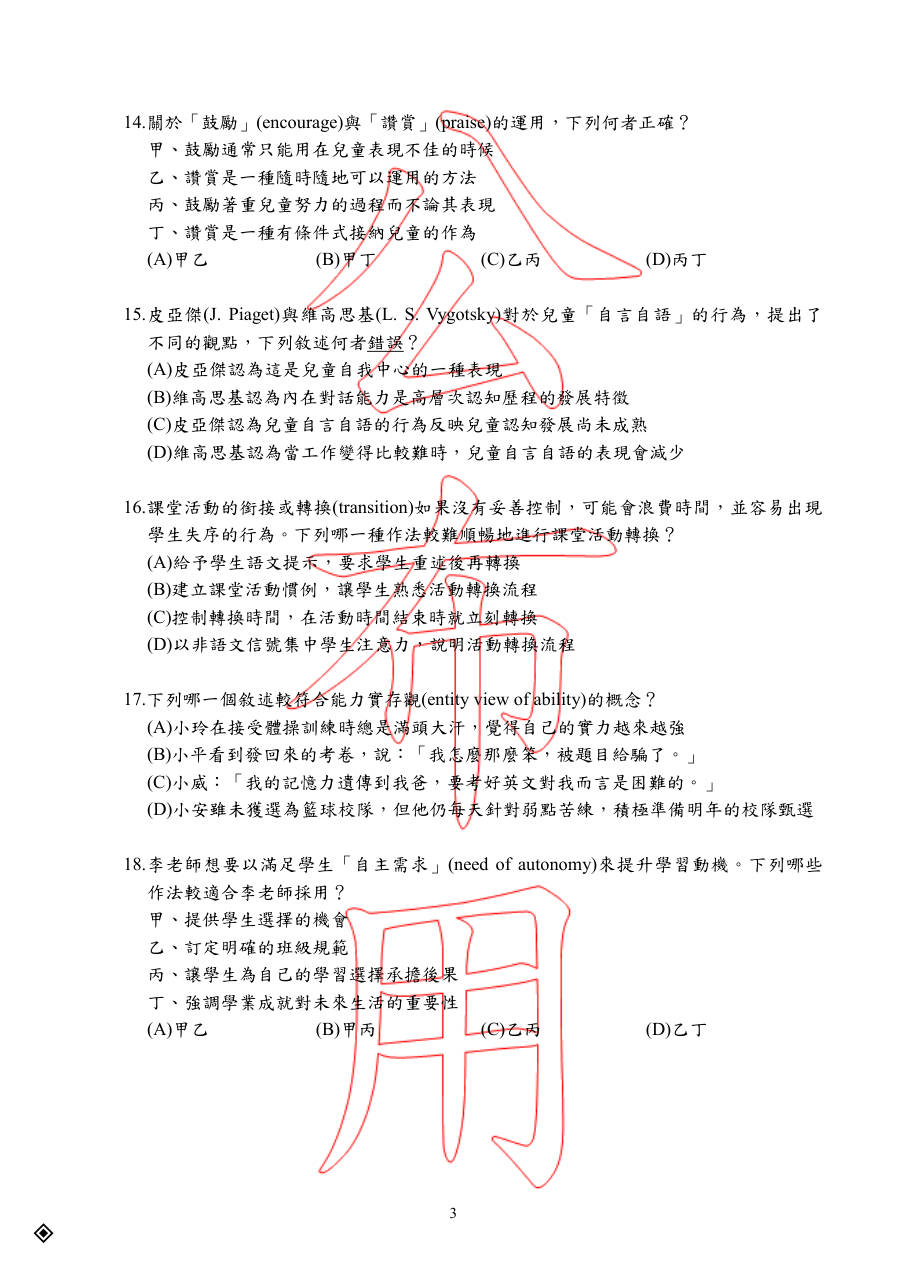 14.關於「鼓勵」(encourage)與「讚賞」(praise)的運用，下列何者正確？
甲、鼓勵通常只能用在兒童表現不佳的時候
乙、讚賞是一種隨時隨地可以運用的方法
丙、鼓勵著重兒童努力的過程而不論其表現
丁、讚賞是一種有條件式接納兒童的作為
(A)甲乙 (B)甲丁 (C)乙丙 (D)丙丁
15.皮亞傑(J. Piaget)與維高思基(L. S. Vygotsky)對於兒童「自言自語」的行為，提出了
不同的觀點，下列敘述何者錯誤？
(A)皮亞傑認為這是兒童自我中心的一種表現
(B)維高思基認為內在對話能力是高層次認知歷程的發展特徵
(C)皮亞傑認為兒童自言自語的行為反映兒童認知發展尚未成熟
(D)維高思基認為當工作變得比較難時，兒童自言自語的表現會減少
16.課堂活動的銜接或轉換(transition)如果沒有妥善控制，可能會浪費時間，並容易出現
學生失序的行為。下列哪一種作法較難順暢地進行課堂活動轉換？
(A)給予學生語文提示，要求學生重述後再轉換
(B)建立課堂活動慣例，讓學生熟悉活動轉換流程
(C)控制轉換時間，在活動時間結束時就立刻轉換
(D)以非語文信號集中學生注意力，說明活動轉換流程
17.下列哪一個敘述較符合能力實存觀(entity view of ability)的概念？
(A)小玲在接受體操訓練時總是滿頭大汗，覺得自己的實力越來越強
(B)小平看到發回來的考卷，說：「我怎麼那麼笨，被題目給騙了。」
(C)小威：「我的記憶力遺傳到我爸，要考好英文對我而言是困難的。」
(D)小安雖未獲選為籃球校隊，但他仍每天針對弱點苦練，積極準備明年的校隊甄選
18.李老師想要以滿足學生「自主需求」(need of autonomy)來提升學習動機。下列哪些
作法較適合李老師採用？
甲、提供學生選擇的機會
乙、訂定明確的班級規範
丙、讓學生為自己的學習選擇承擔後果
丁、強調學業成就對未來生活的重要性
(A)甲乙 (B)甲丙 (C)乙丙 (D)乙丁
3
公布用